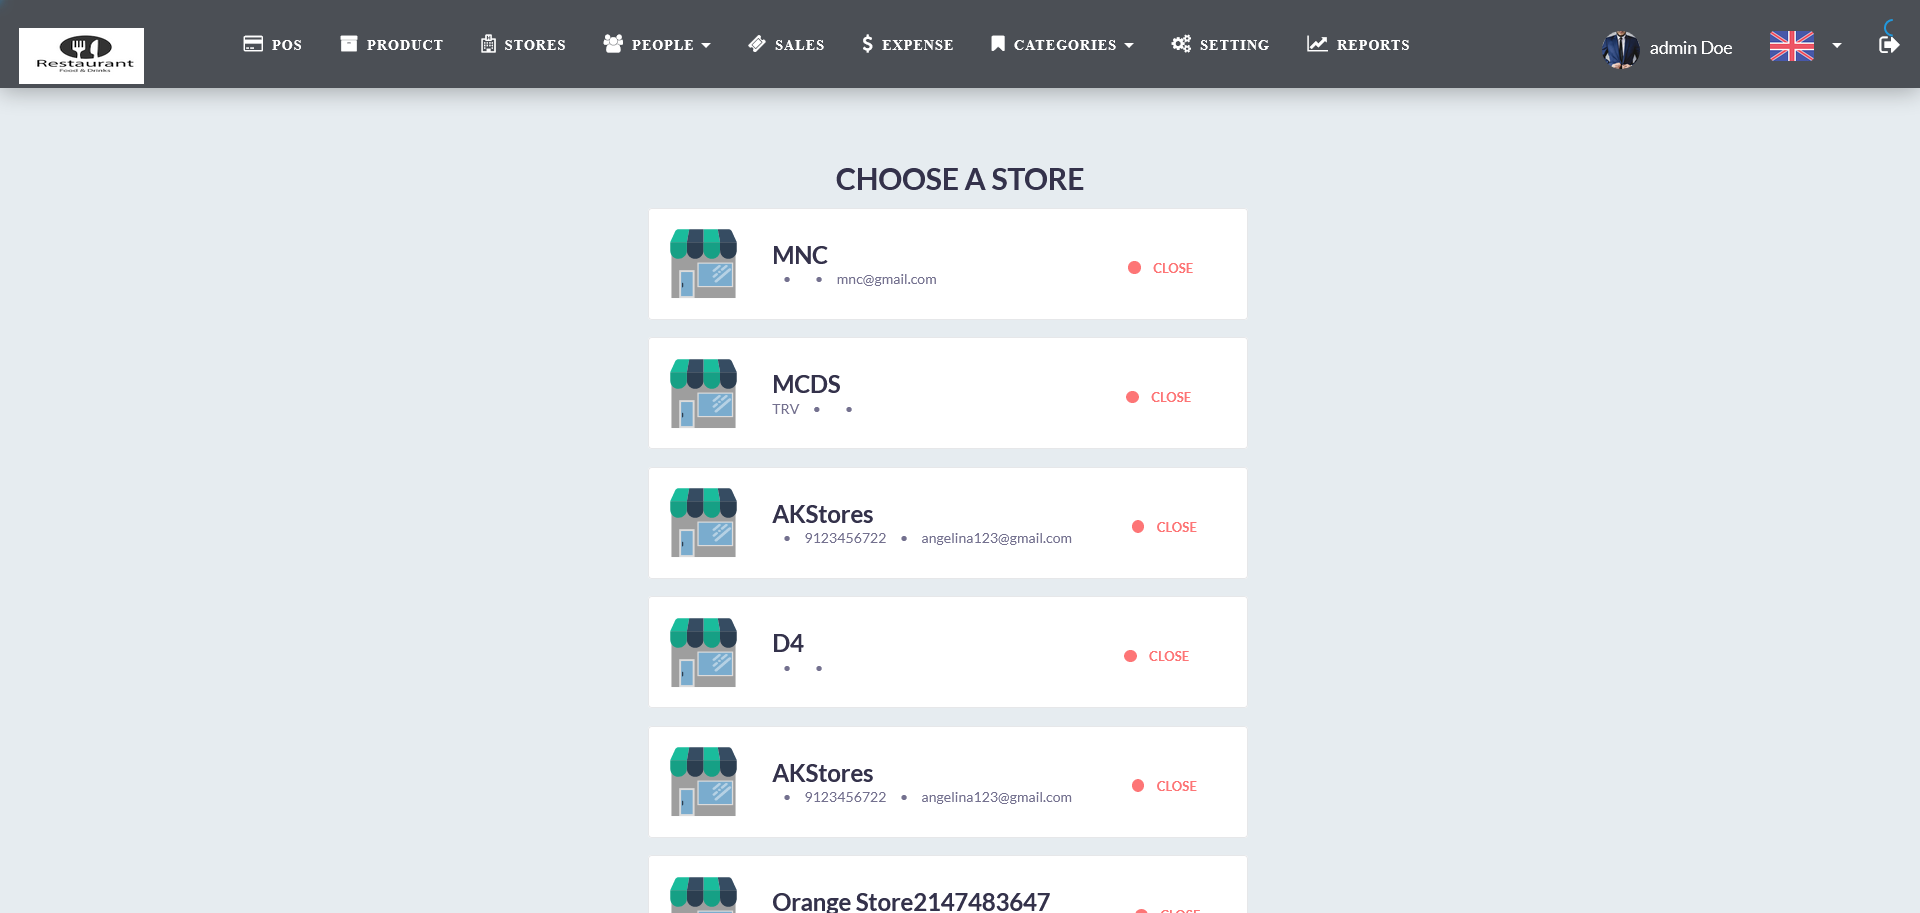 Restaurant
Food & Drinks
POS
PRODUCT
STORES
PEOPLE
SALES
EXPENSE
CATEGORIES
SETTING
REPORTS
admin Doe
CHOOSE A STORE
MNC
• • mnc@gmail.com
CLOSE
MCDS
TRV • •
CLOSE
AKStores
• 9123456722 • angelina123@gmail.com
CLOSE
D4
• •
CLOSE
AKStores
• 9123456722 • angelina123@gmail.com
CLOSE
Orange Store2147483647
CLOSE